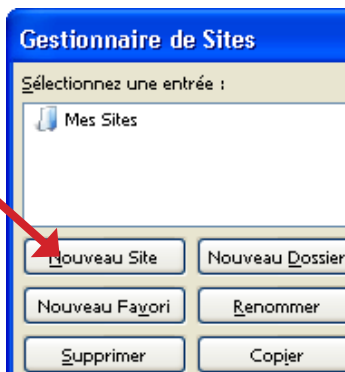 Gestionnaire de Sites
Sélectionnez une entrée :
Mes Sites
Nouveau Site
Nouveau Dossier
Nouveau Favori
Renommer
Supprimer
Copier